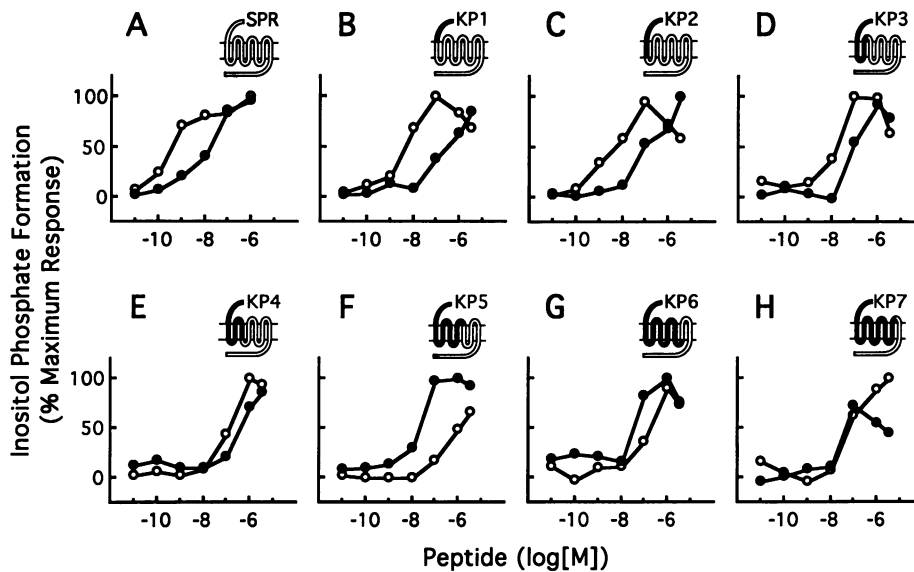 A SPR
B KP1
C KP2
D KP3
100
50
0
-10 -8 -6
-10 -8 -6
-10 -8 -6
-10 -8 -6
Inositol Phosphate Formation
(% Maximum Response)
E KP4
F KP5
G KP6
H KP7
100
50
0
-10 -8 -6
-10 -8 -6
-10 -8 -6
-10 -8 -6
Peptide (log[M])